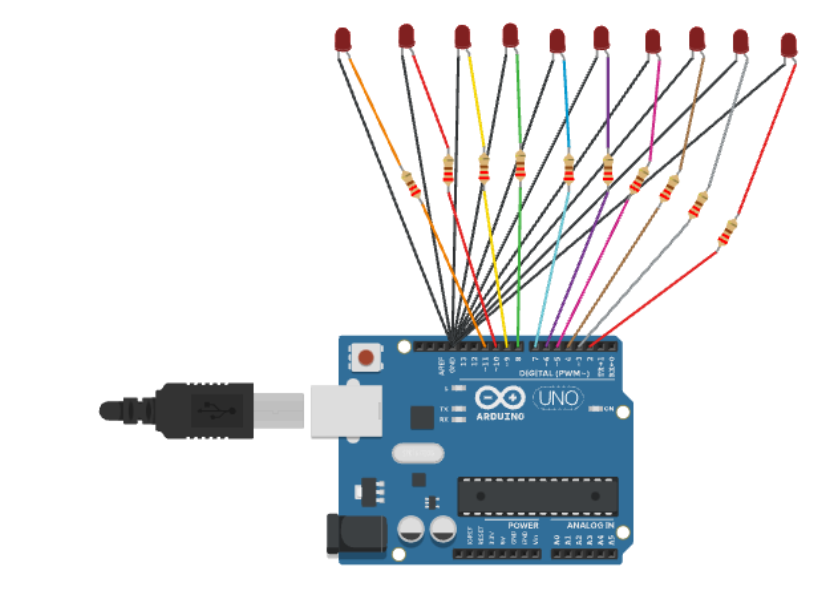 AREF
GND
13
12
~11
~10
~9
8
7
~6
~5
4
~3
2
TX→1
RX←0
DIGITAL (PWM~)
L
TX
RX
ARDUINO
UNO
ON
POWER
ANALOG IN
IOREF
RESET
3.3V
5V
GND
GND
Vin
A0
A1
A2
A3
A4
A5